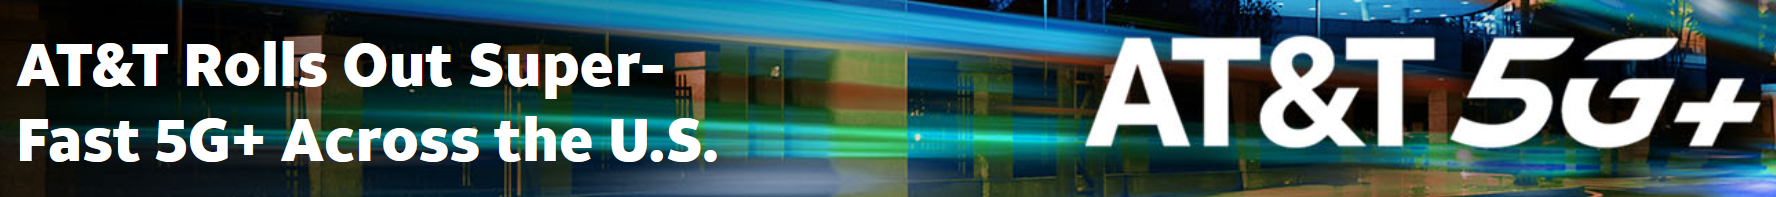 AT&T Rolls Out Super-
Fast 5G+ Across the U.S.
AT&T 5G+